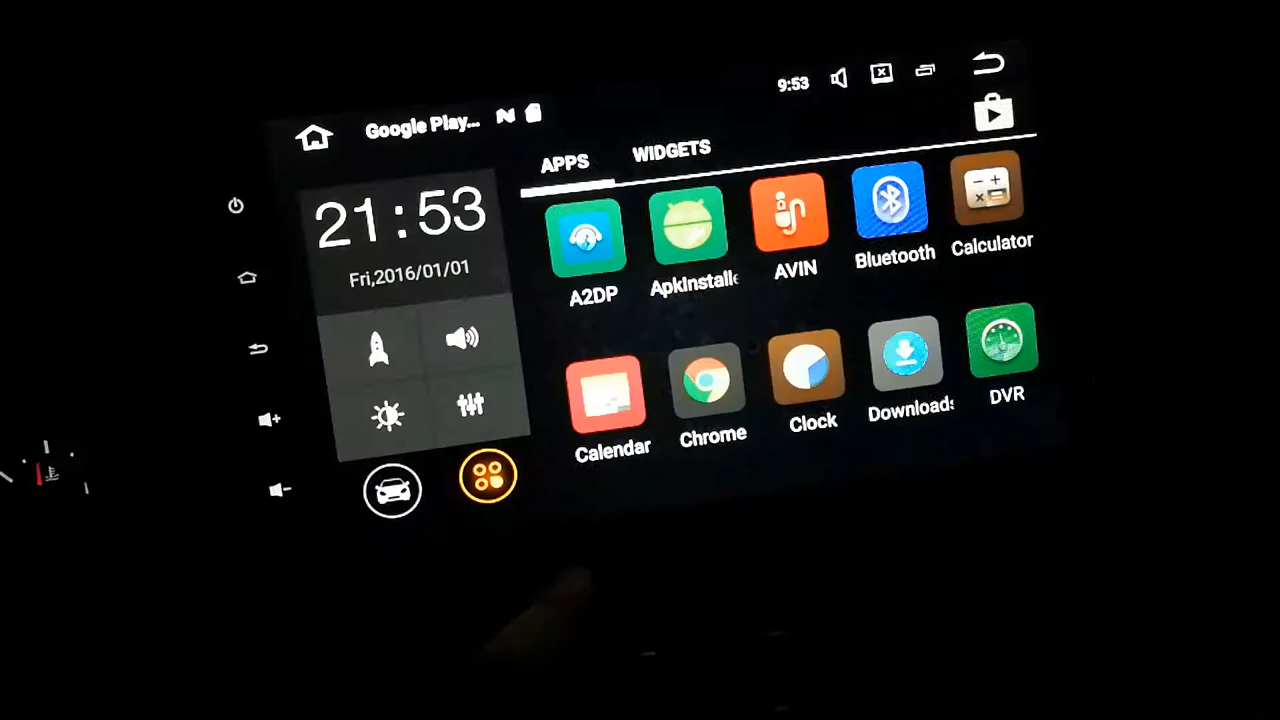 Google Play...
9:53
APPS
WIDGETS
21:53
Fri,2016/01/01
A2DP
ApkInstalle
AVIN
Bluetooth
Calculator
Calendar
Chrome
Clock
Downloads
DVR